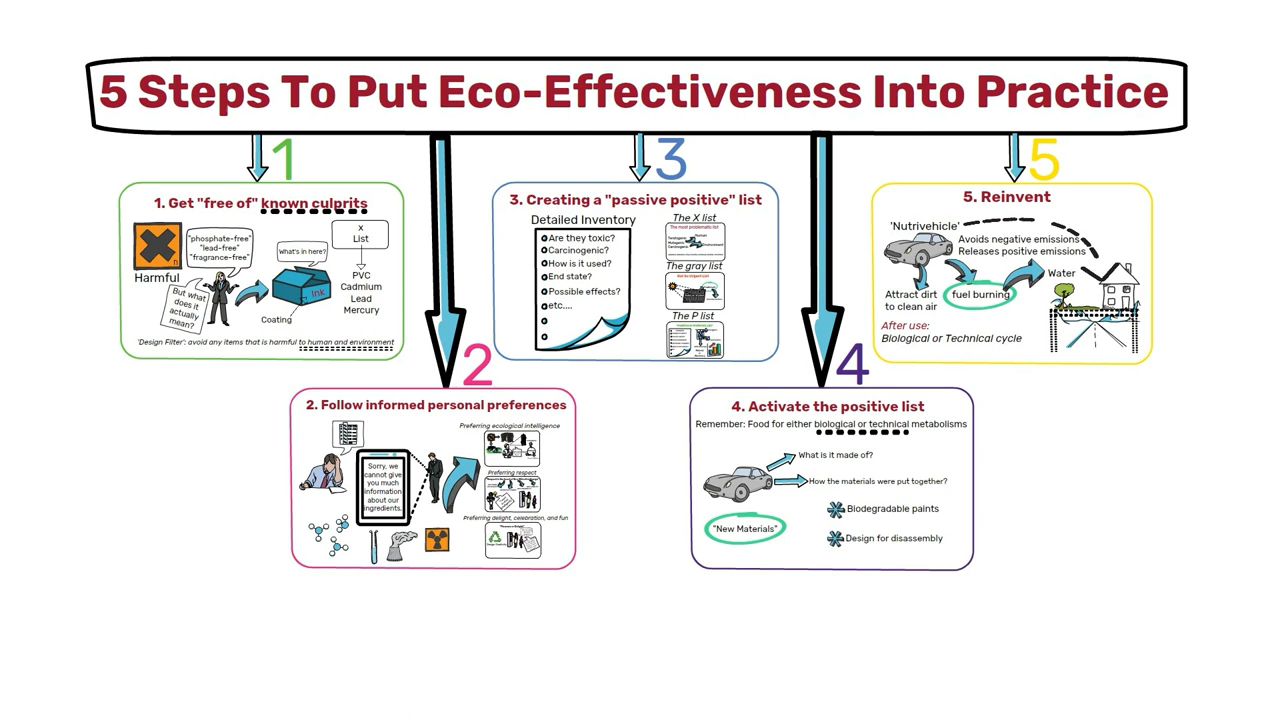 5 Steps To Put Eco-Effectiveness Into Practice
1
1. Get "free of" known culprits
"phosphate-free"
"lead-free"
"fragrance-free"
Harmful
But what
does it
actually
mean?
What's in here?
Ink
Coating
X
List
PVC
Cadmium
Lead
Mercury
'Design Filter': avoid any items that is harmful to human and environment
2
2. Follow informed personal preferences
Sorry, we
cannot give
you much
information
about our
ingredients.
Preferring ecological intelligence
Preferring respect
Preferring delight, celebration, and fun
3
3. Creating a "passive positive" list
Detailed Inventory
Are they toxic?
Carcinogenic?
How is it used?
End state?
Possible effects?
etc....
The X list
The most problematic list
Human
Teratogenic
Mutagenic
Carcinogenic
Environment
The gray list
The P list
4
4. Activate the positive list
Remember: Food for either biological or technical metabolisms
What is it made of?
How the materials were put together?
"New Materials"
Biodegradable paints
Design for disassembly
5
5. Reinvent
'Nutrivehicle'
Avoids negative emissions
Releases positive emissions
Attract dirt
to clean air
fuel burning
Water
After use:
Biological or Technical cycle